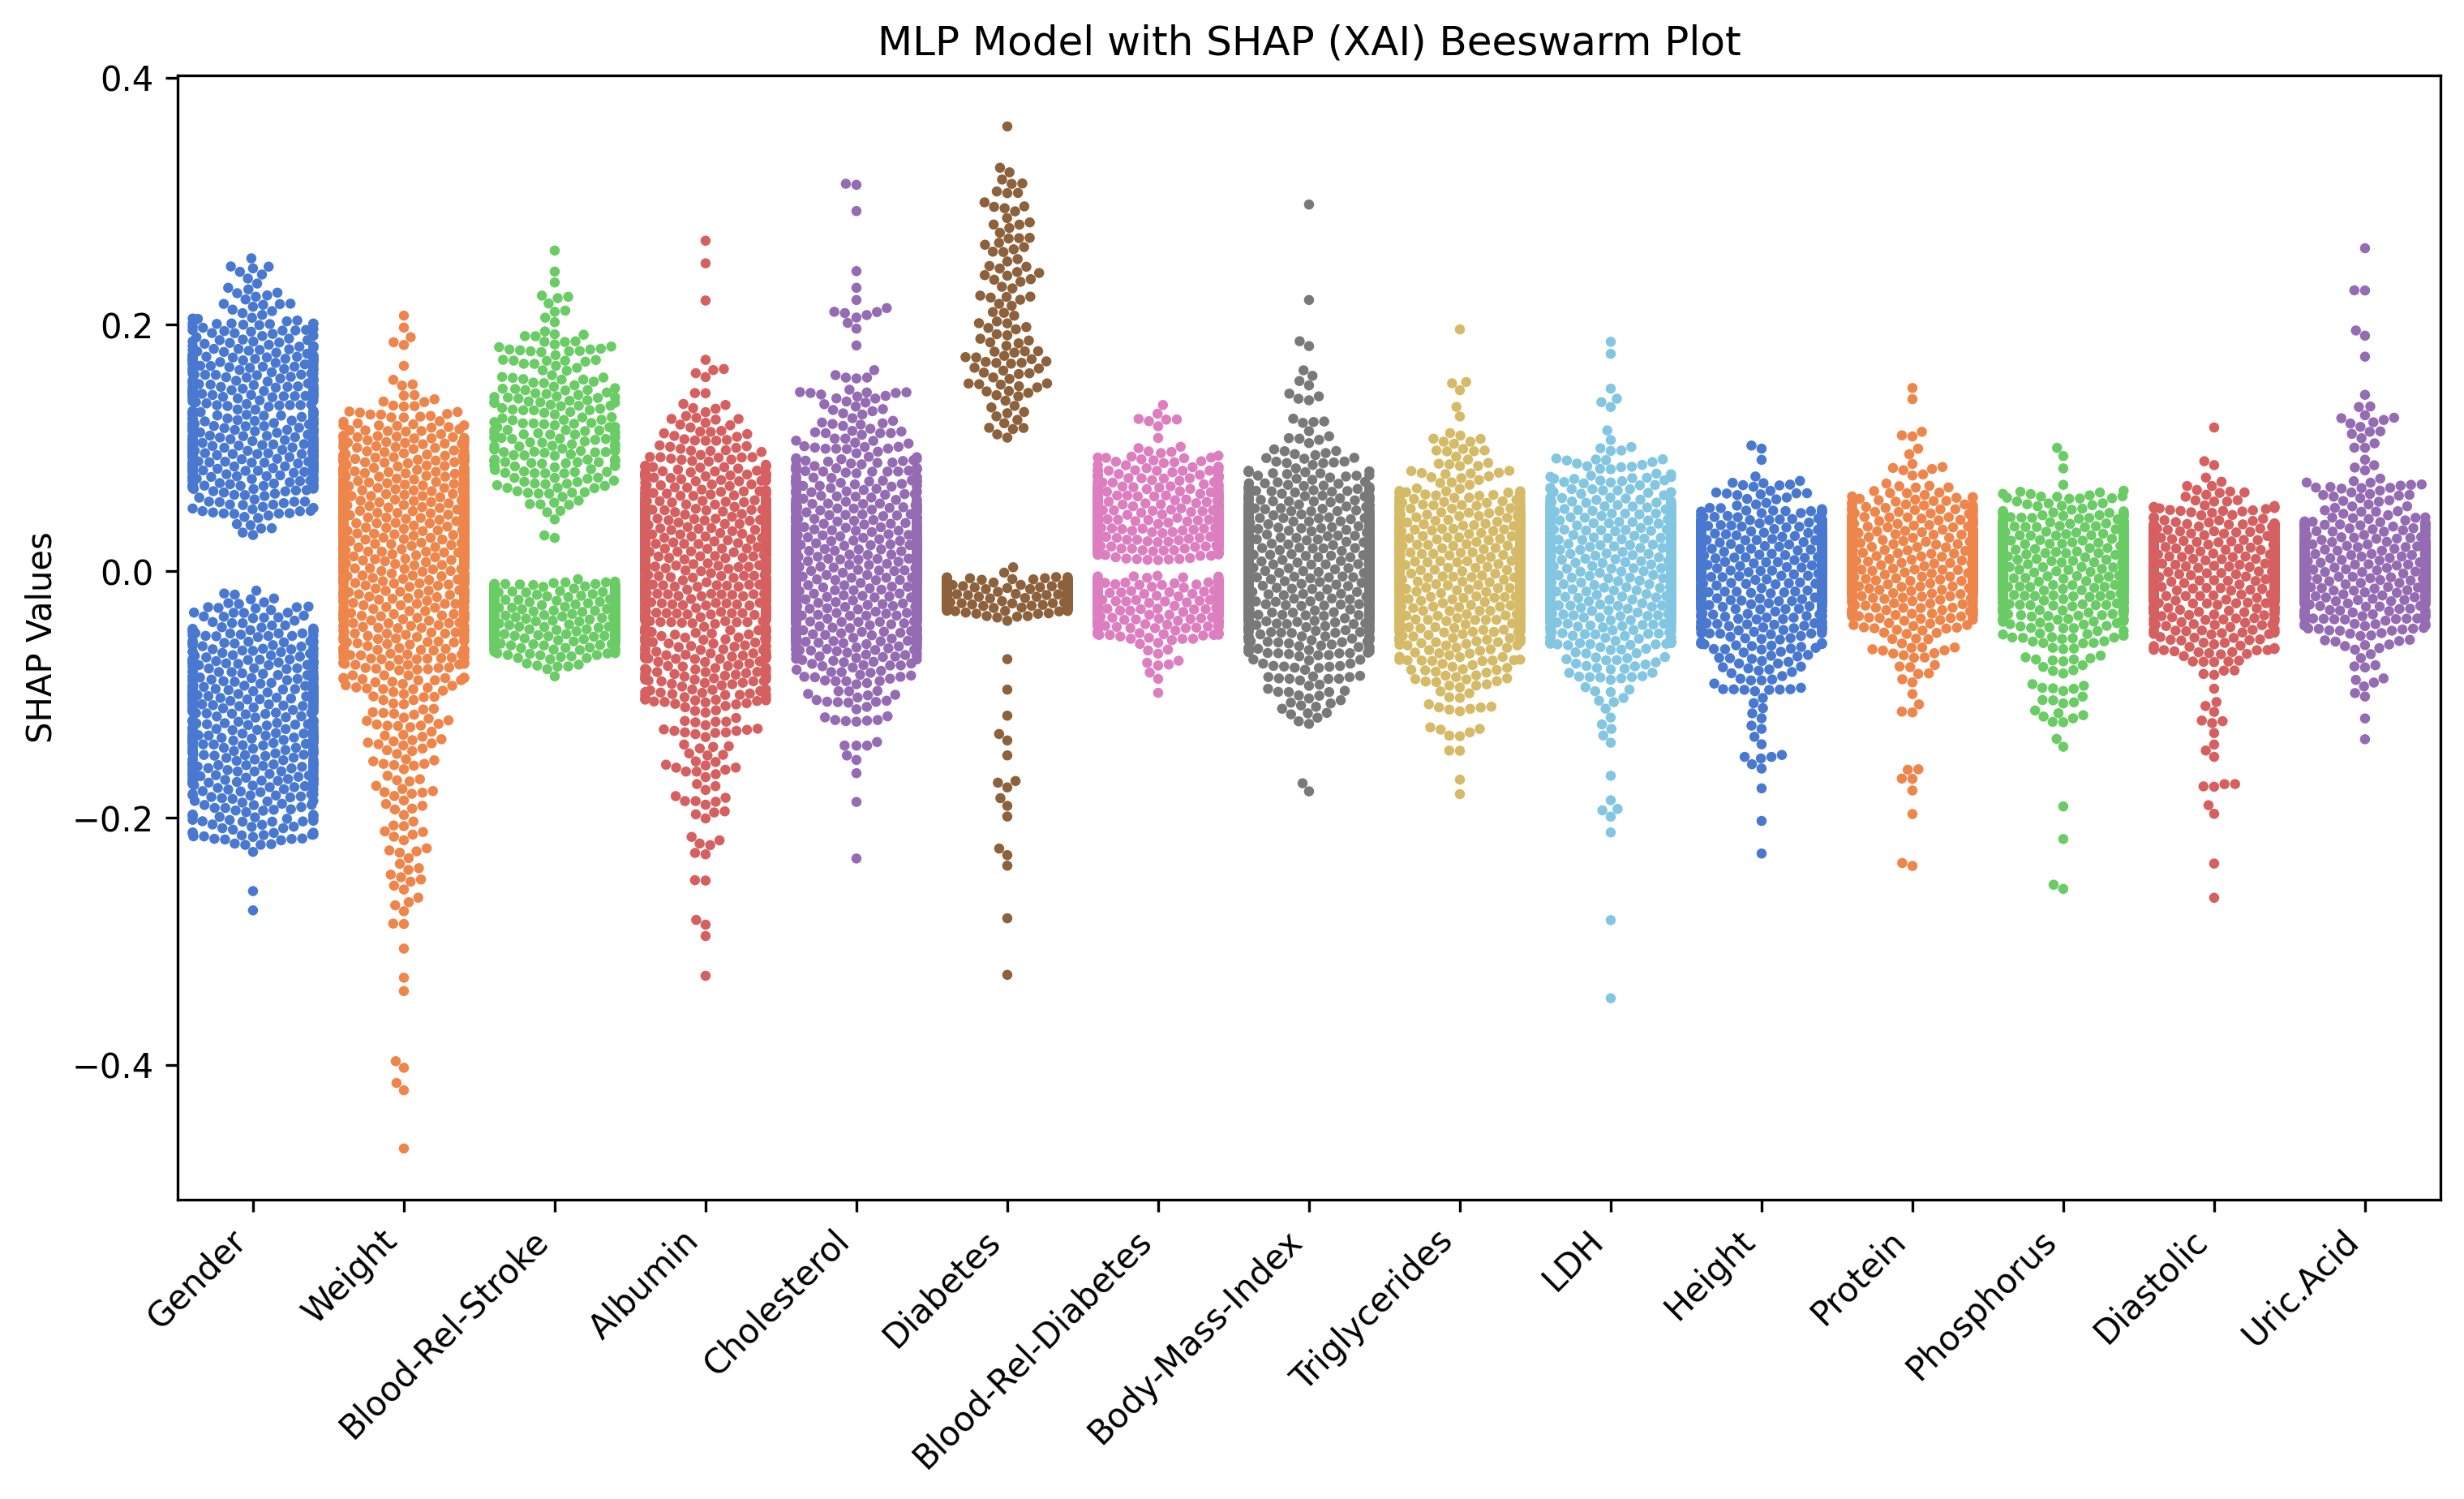 MLP Model with SHAP (XAI) Beeswarm Plot
SHAP Values
0.4
0.2
0.0
−0.2
−0.4
Gender
Weight
Blood-Rel-Stroke
Albumin
Cholesterol
Diabetes
Blood-Rel-Diabetes
Body-Mass-Index
Triglycerides
LDH
Height
Protein
Phosphorus
Diastolic
Uric.Acid